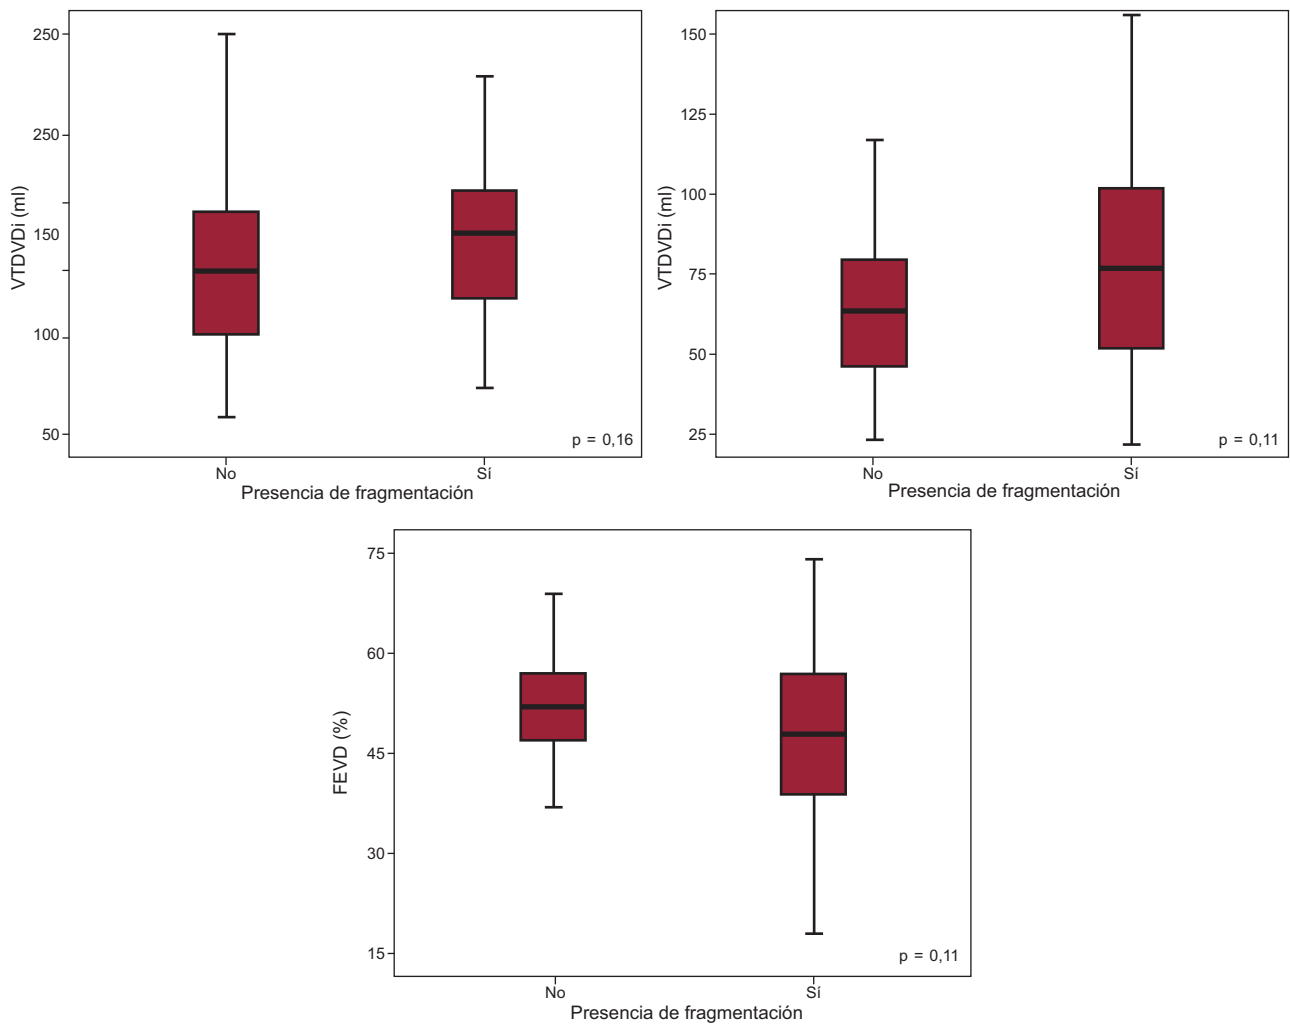 250
250
150
100
50
VTDVDi (ml)
No
Sí
Presencia de fragmentación
p = 0,16
150
125
100
75
50
25
VTDVDi (ml)
No
Sí
Presencia de fragmentación
p = 0,11
75
60
45
30
15
FEVD (%)
No
Sí
Presencia de fragmentación
p = 0,11